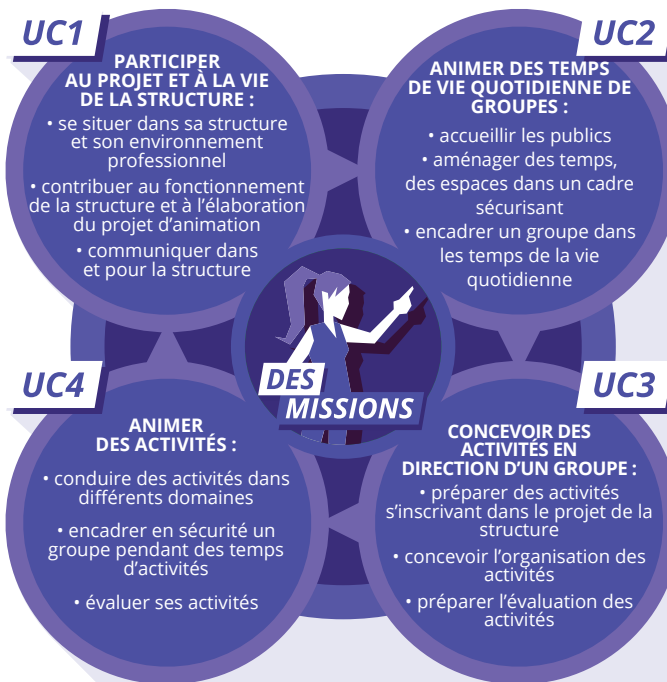 UC1
PARTICIPER
AU PROJET ET À LA VIE
DE LA STRUCTURE :
• se situer dans sa structure
et son environnement
professionnel
• contribuer au fonctionnement
de la structure et à l’élaboration
du projet d’animation
• communiquer dans
et pour la structure
UC2
ANIMER DES TEMPS
DE VIE QUOTIDIENNE DE
GROUPES :
• accueillir les publics
• aménager des temps,
des espaces dans un cadre
sécurisant
• encadrer un groupe dans
les temps de la vie
quotidienne
DES
MISSIONS
UC4
ANIMER
DES ACTIVITÉS :
• conduire des activités dans
différents domaines
• encadrer en sécurité un
groupe pendant des temps
d’activités
• évaluer ses activités
UC3
CONCEVOIR DES
ACTIVITÉS EN
DIRECTION D’UN GROUPE :
• préparer des activités
s’inscrivant dans le projet de la
structure
• concevoir l’organisation des
activités
• préparer l’évaluation des
activités